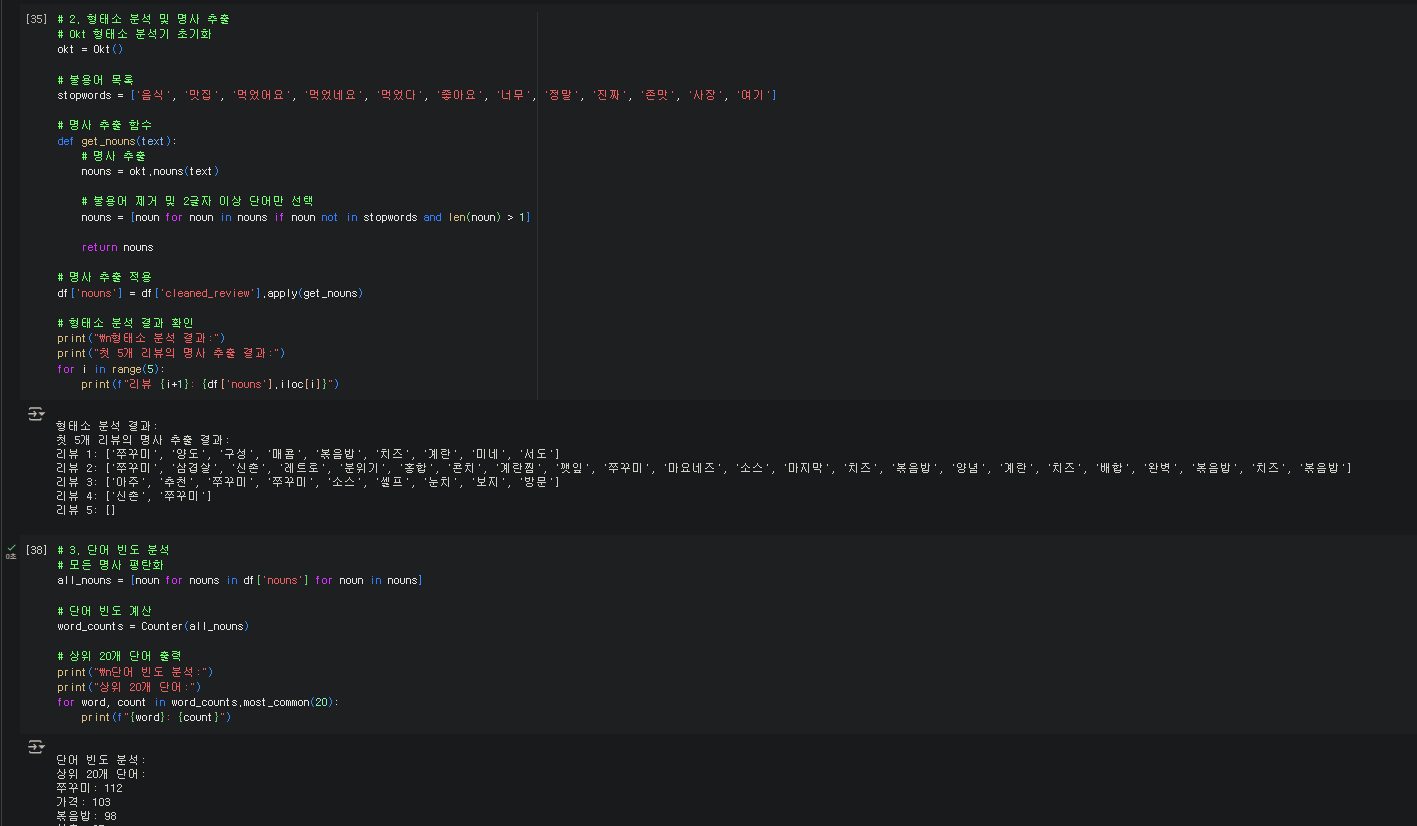 [35] # 2. 형태소 분석 및 명사 추출
# Okt 형태소 분석기 초기화
okt = Okt()
# 불용어 목록
stopwords = ['음식', '맛집', '먹었어요', '먹었네요', '먹었다', '좋아요', '너무', '정말', '진짜', '존맛', '사장', '여기']
# 명사 추출 함수
def get_nouns(text):
# 명사 추출
nouns = okt.nouns(text)
# 불용어 제거 및 2글자 이상 단어만 선택
nouns = [noun for noun in nouns if noun not in stopwords and len(noun) > 1]
return nouns
# 명사 추출 적용
df['nouns'] = df['cleaned_review'].apply(get_nouns)
# 형태소 분석 결과 확인
print("₩n형태소 분석 결과:")
print("첫 5개 리뷰의 명사 추출 결과:")
for i in range(5):
print(f"리뷰 {i+1}: {df['nouns'].iloc[i]}")
형태소 분석 결과:
첫 5개 리뷰의 명사 추출 결과:
리뷰 1: ['쭈꾸미', '양도', '구성', '매콤', '볶음밥', '치즈', '계란', '미네', '서도']
리뷰 2: ['쭈꾸미', '삼겹살', '신촌', '레트로', '분위기', '홍합', '콘치', '계란찜', '깻잎', '쭈꾸미', '마요네즈', '소스', '마지막', '치즈', '볶음밥', '양념', '계란', '치즈', '배합', '완벽', '볶음밥', '치즈', '볶음밥']
리뷰 3: ['아주', '추천', '쭈꾸미', '쭈꾸미', '소스', '셀프', '눈치', '보지', '방문']
리뷰 4: ['신촌', '쭈꾸미']
리뷰 5: []
0초
[38] # 3. 단어 빈도 분석
# 모든 명사 평탄화
all_nouns = [noun for nouns in df['nouns'] for noun in nouns]
# 단어 빈도 계산
word_counts = Counter(all_nouns)
# 상위 20개 단어 출력
print("₩n단어 빈도 분석:")
print("상위 20개 단어:")
for word, count in word_counts.most_common(20):
print(f"{word}: {count}")
단어 빈도 분석:
상위 20개 단어:
쭈꾸미: 112
가격: 103
볶음밥: 98